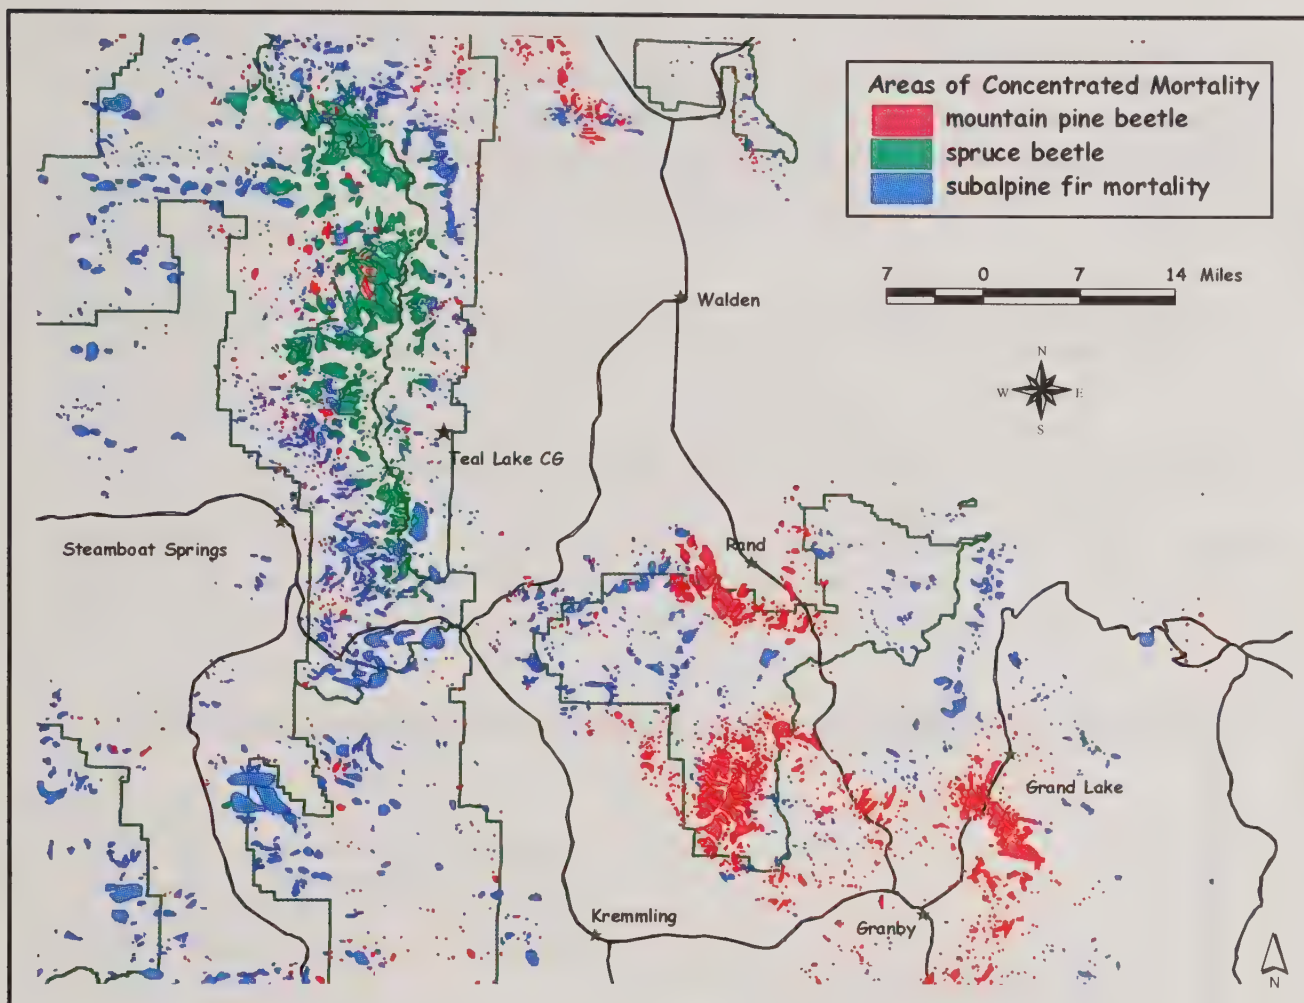 Areas of Concentrated Mortality
mountain pine beetle
spruce beetle
subalpine fir mortality
7 0 7 14 Miles
Walden
N
W E
S
Teal Lake CG
Steamboat Springs
Rand
Grand Lake
Kremmling
Granby
N